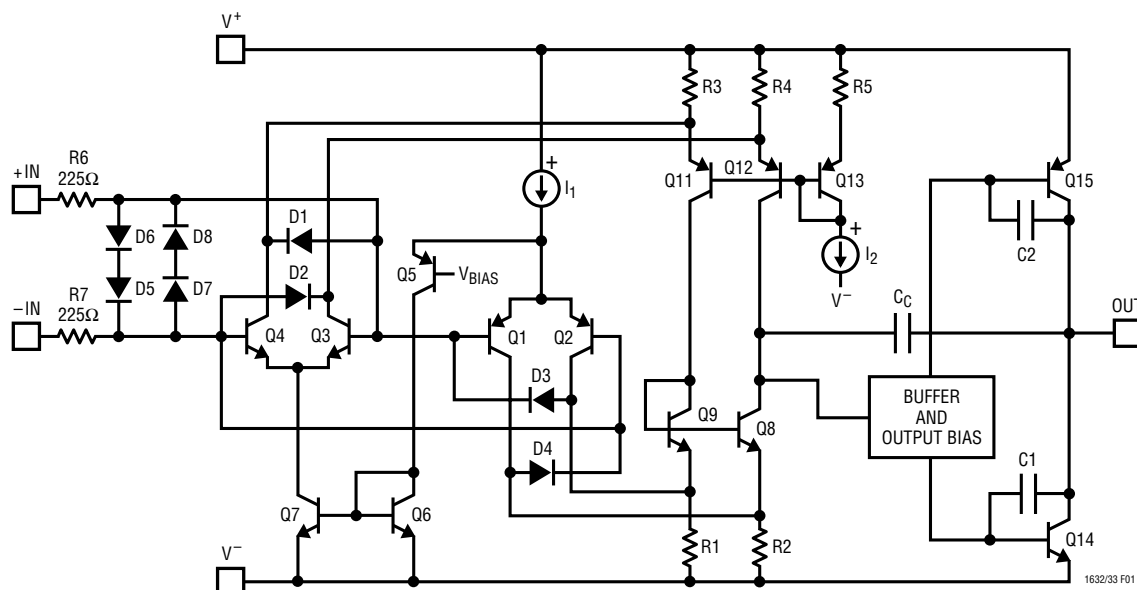 V+
R3
R4
R5
+IN
R6
225Ω
+
I1
Q11
Q12
Q13
Q15
D6
D8
D1
+
I2
C2
D5
D7
D2
Q5
VBIAS
V−
CC
−IN
R7
225Ω
Q4
Q3
Q1
Q2
OUT
D3
Q9
Q8
BUFFER
AND
OUTPUT BIAS
D4
C1
Q7
Q6
R1
R2
Q14
V−
1632/33 F01